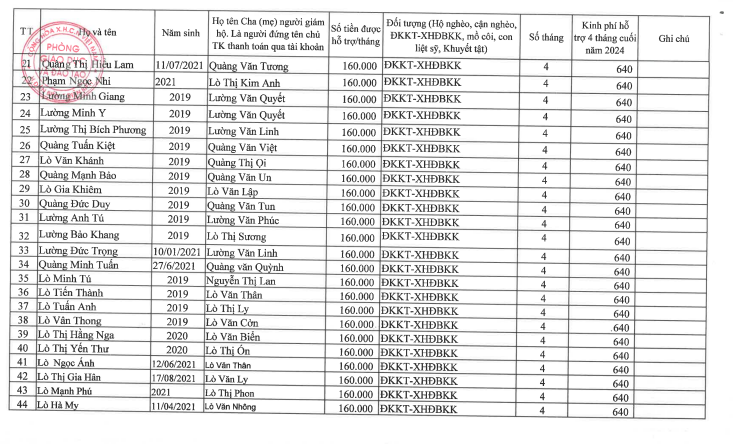 TT Họ và tên Năm sinh Họ tên Cha (mẹ) người giám hộ. Là người đứng tên chủ TK thanh toán qua tài khoản Số tiền được hỗ trợ/tháng Đối tượng (Hộ nghèo, cận nghèo, ĐKKT-XHĐBKK, mồ côi, con liệt sỹ, Khuyết tật) Số tháng Kinh phí hỗ trợ 4 tháng cuối năm 2024 Ghi chú
PHÒNG
GIÁO DỤC
VÀ ĐÀO TẠO
21 Quàng Thị Hiểu Lam 11/07/2021 Quàng Văn Tương 160.000 ĐKKT-XHĐBKK 4 640
22 Phạm Ngọc Nhi 2021 Lò Thị Kim Anh 160.000 ĐKKT-XHĐBKK 4 640
23 Lường Minh Giang 2019 Lường Văn Quyết 160.000 ĐKKT-XHĐBKK 4 640
24 Lường Minh Y 2019 Lường Văn Quyết 160.000 ĐKKT-XHĐBKK 4 640
25 Lường Thị Bích Phương 2019 Lường Văn Linh 160.000 ĐKKT-XHĐBKK 4 640
26 Quàng Tuấn Kiệt 2019 Quàng Văn Việt 160.000 ĐKKT-XHĐBKK 4 640
27 Lò Văn Khánh 2019 Quàng Thị Qi 160.000 ĐKKT-XHĐBKK 4 640
28 Quàng Mạnh Bảo 2019 Quàng Văn Un 160.000 ĐKKT-XHĐBKK 4 640
29 Lò Gia Khiêm 2019 Lò Văn Lập 160.000 ĐKKT-XHĐBKK 4 640
30 Quàng Đức Duy 2019 Quàng Văn Tun 160.000 ĐKKT-XHĐBKK 4 640
31 Lường Anh Tú 2019 Lường Văn Phúc 160.000 ĐKKT-XHĐBKK 4 640
32 Lường Bảo Khang 2019 Lò Thị Sương 160.000 ĐKKT-XHĐBKK 4 640
33 Lường Đức Trọng 10/01/2021 Lường Văn Linh 160.000 ĐKKT-XHĐBKK 4 640
34 Quàng Minh Tuấn 27/6/2021 Quàng văn Quỳnh 160.000 ĐKKT-XHĐBKK 4 640
35 Lò Minh Tú 2019 Nguyễn Thị Lan 160.000 ĐKKT-XHĐBKK 4 640
36 Lò Tiến Thành 2019 Lò Văn Thân 160.000 ĐKKT-XHĐBKK 4 640
37 Lò Tuấn Anh 2019 Lò Thị Ly 160.000 ĐKKT-XHĐBKK 4 640
38 Lò Văn Thong 2019 Lò Văn Còn 160.000 ĐKKT-XHĐBKK 4 .640
39 Lò Thị Hằng Nga 2020 Lò Văn Biển 160.000 ĐKKT-XHĐBKK 4 640
40 Lò Thị Yến Thư 2020 Lò Thị Ón 160.000 ĐKKT-XHĐBKK 4 640
41 Lò Ngọc Ánh 12/06/2021 Lò Văn Thân 160.000 ĐKKT-XHĐBKK 4 640
42 Lò Thị Gia Hân 17/08/2021 Lò Văn Ly 160.000 ĐKKT-XHĐBKK 4 640
43 Lò Mạnh Phú 2021 Lò Thị Phon 160.000 ĐKKT-XHĐBKK 4 640
44 Lò Hà My 11/04/2021 Lò Văn Nhông 160.000 ĐKKT-XHĐBKK 4 640